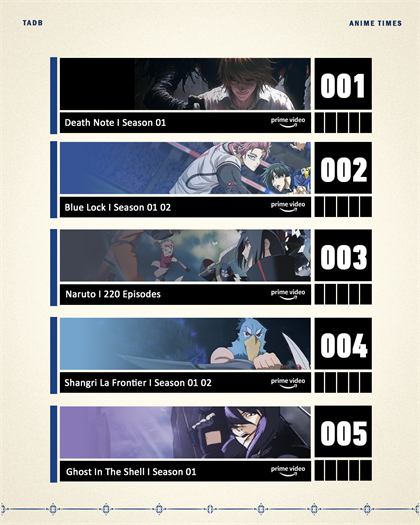 TADB
ANIME TIMES
001
Death Note I Season 01
prime video
002
Blue Lock I Season 01 02
prime video
003
Naruto I 220 Episodes
prime video
004
Shangri La Frontier I Season 01 02
prime video
005
Ghost In The Shell I Season 01
prime video